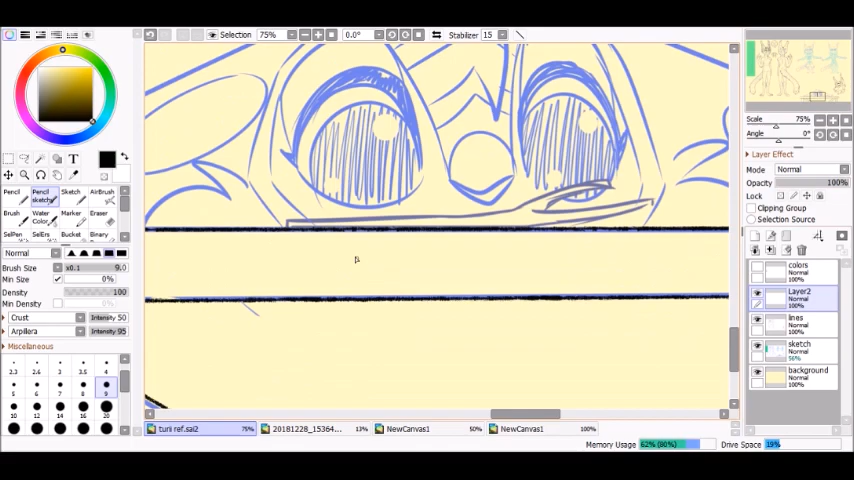 Selection 75% 0.0° Stabilizer 15
Scale 75%
Angle 0°
Layer Effect
Mode Normal
Opacity 100%
Lock
Clipping Group
Selection Source
Pencil Pencil sketchy Sketch AirBrush
Brush Water Color Marker Eraser
SelPen SelErs Bucket Binary
Normal
Brush Size x0.1 9.0
Min Size 0%
Density 100
Min Density 0%
Crust Intensity 50
Arpillera Intensity 95
Miscellaneous
2.3 2.6 3 3.5 4
5 6 7 8 9
10 12 14 16 20
colors
Normal
100%
Layer2
Normal
100%
lines
Normal
100%
sketch
Normal
56%
background
Normal
100%
turii ref.sai2 75% 20181228_15364... 13% NewCanvas1 50% NewCanvas1 100%
Memory Usage 62% (80%) Drive Space 19%